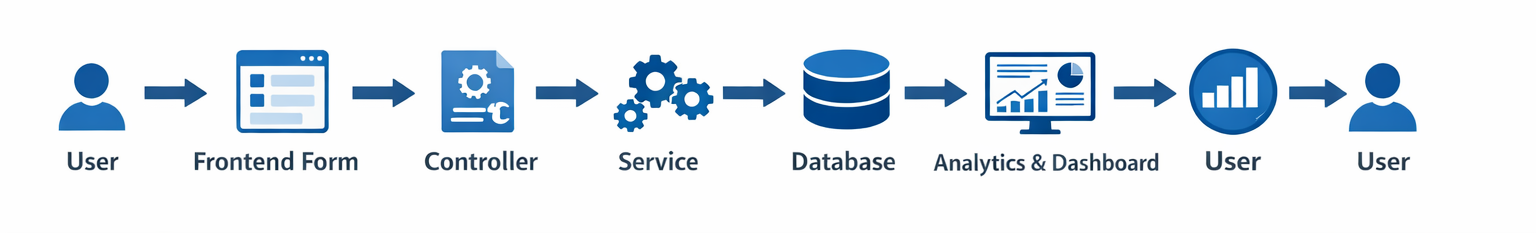 User
Frontend Form
Controller
Service
Database
Analytics & Dashboard
User
User